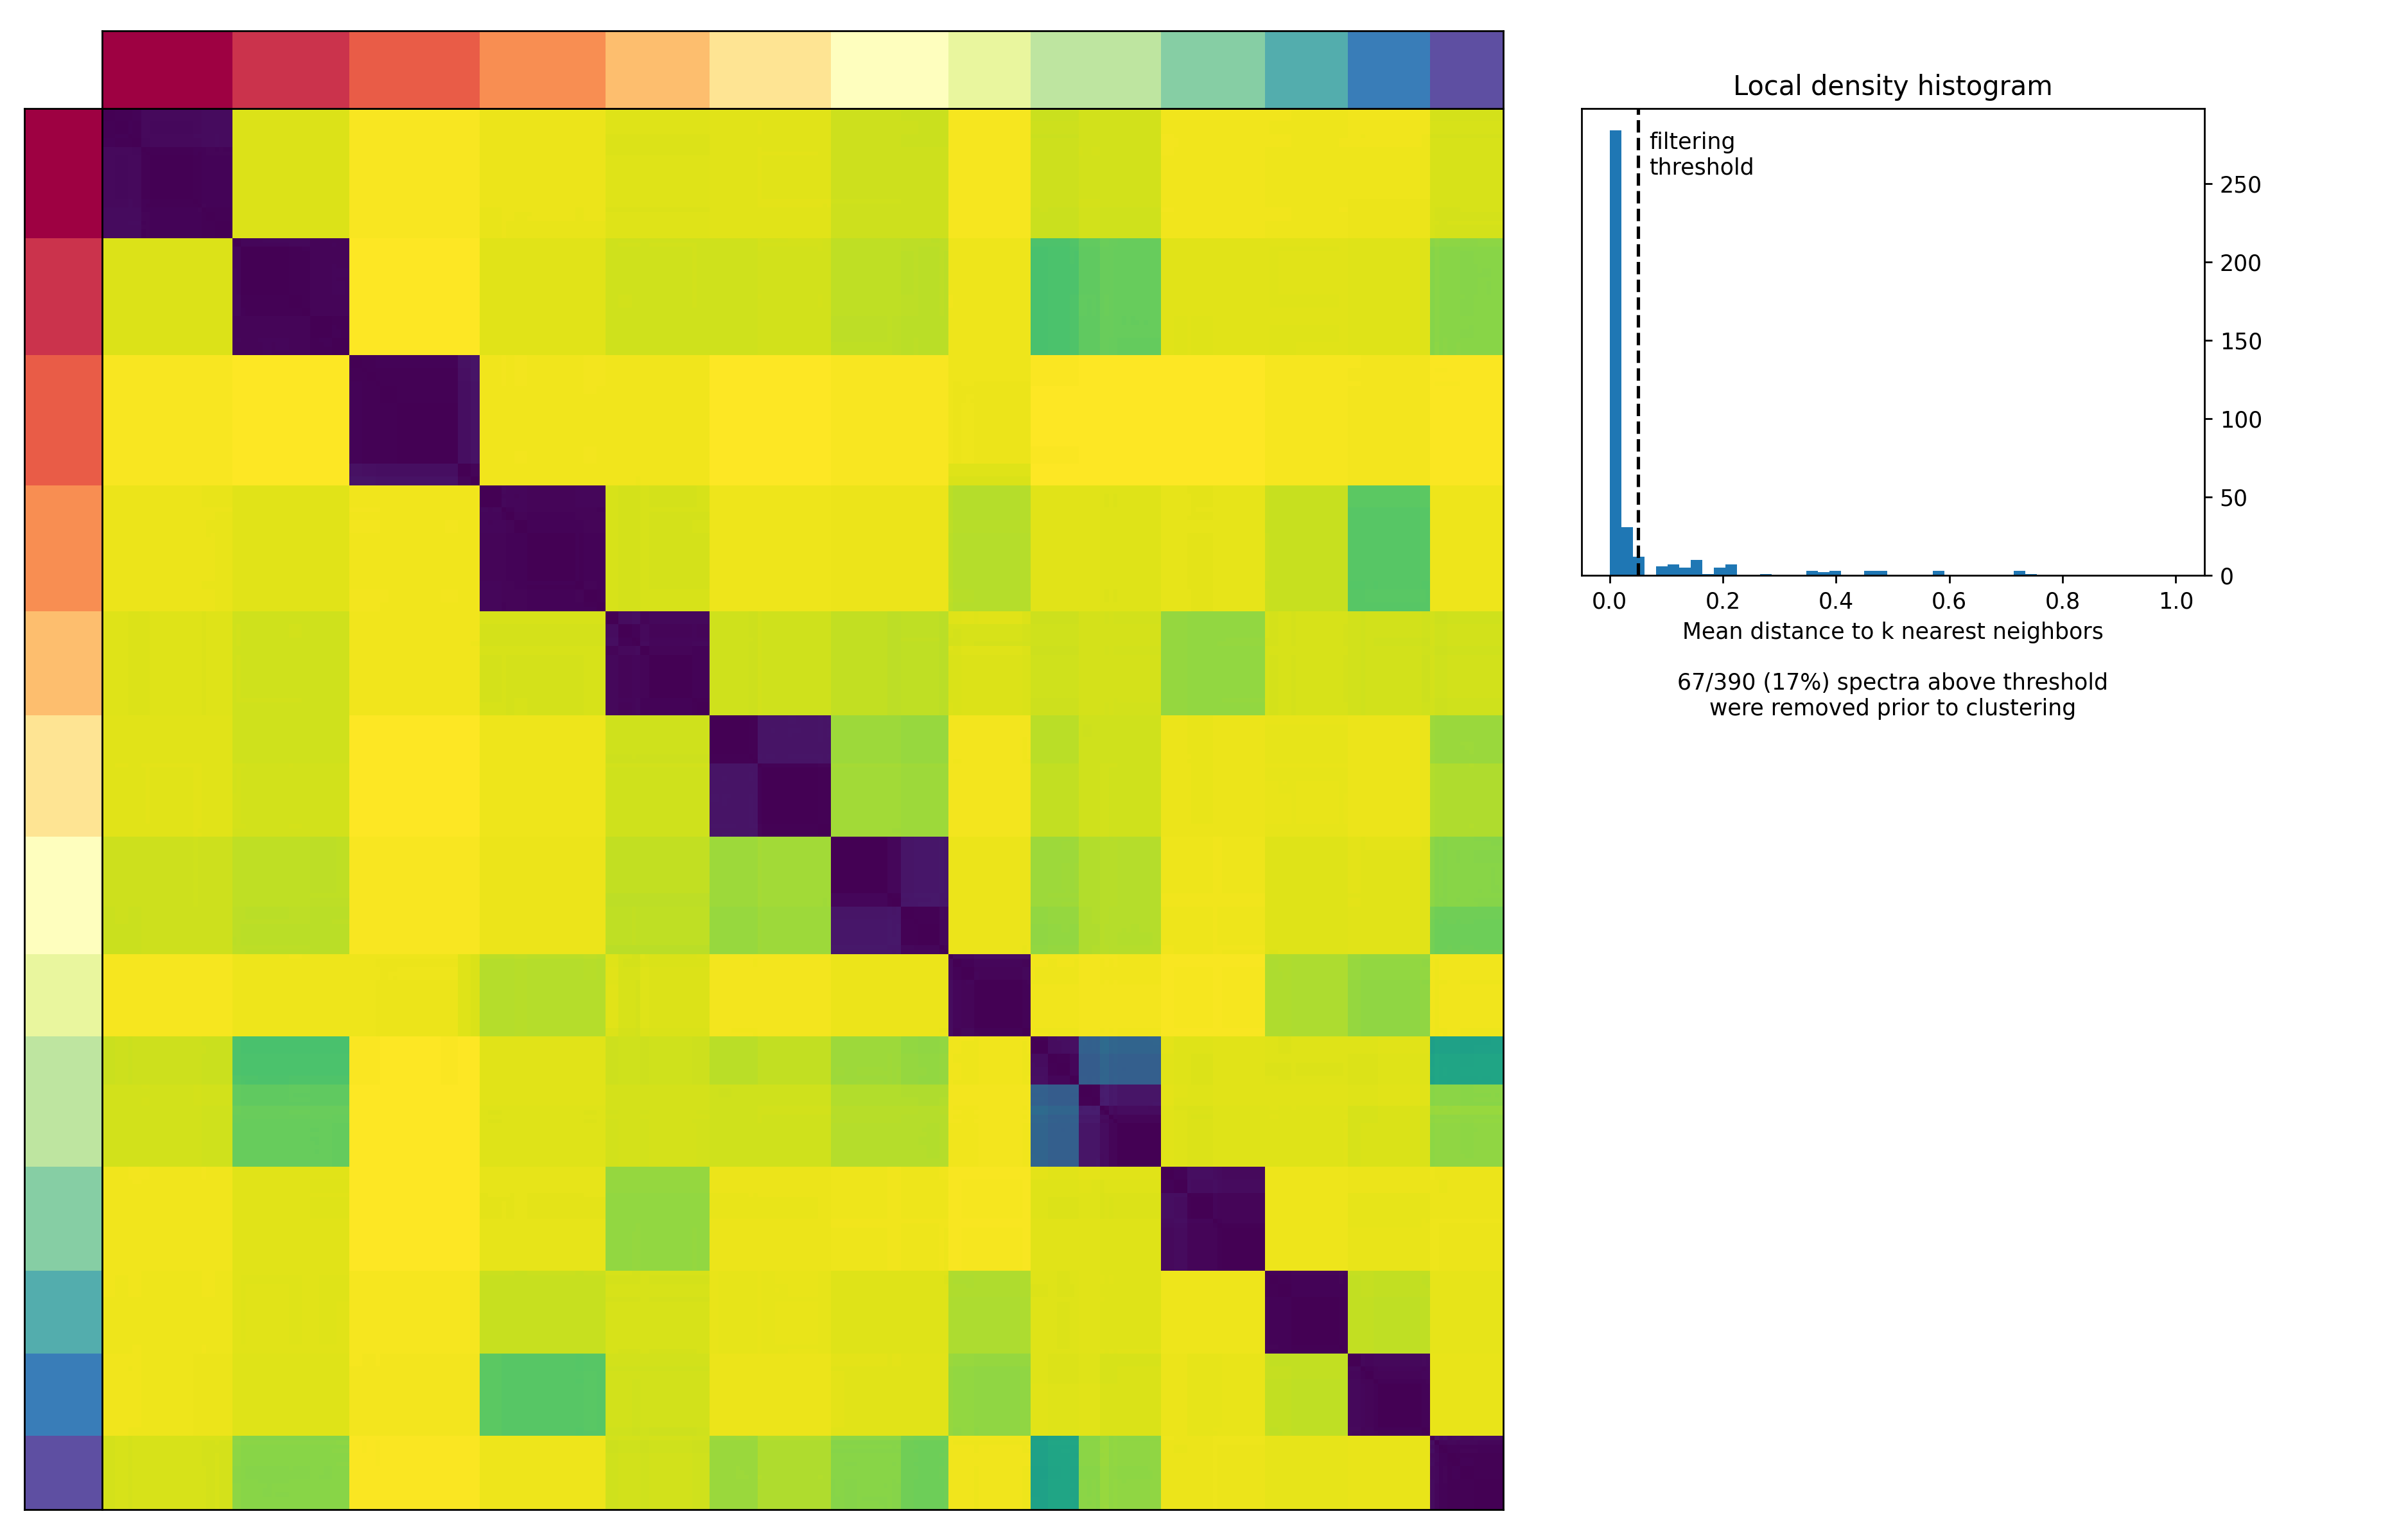 Local density histogram
filtering
threshold
250
200
150
100
50
0
0.0 0.2 0.4 0.6 0.8 1.0
Mean distance to k nearest neighbors
67/390 (17%) spectra above threshold
were removed prior to clustering